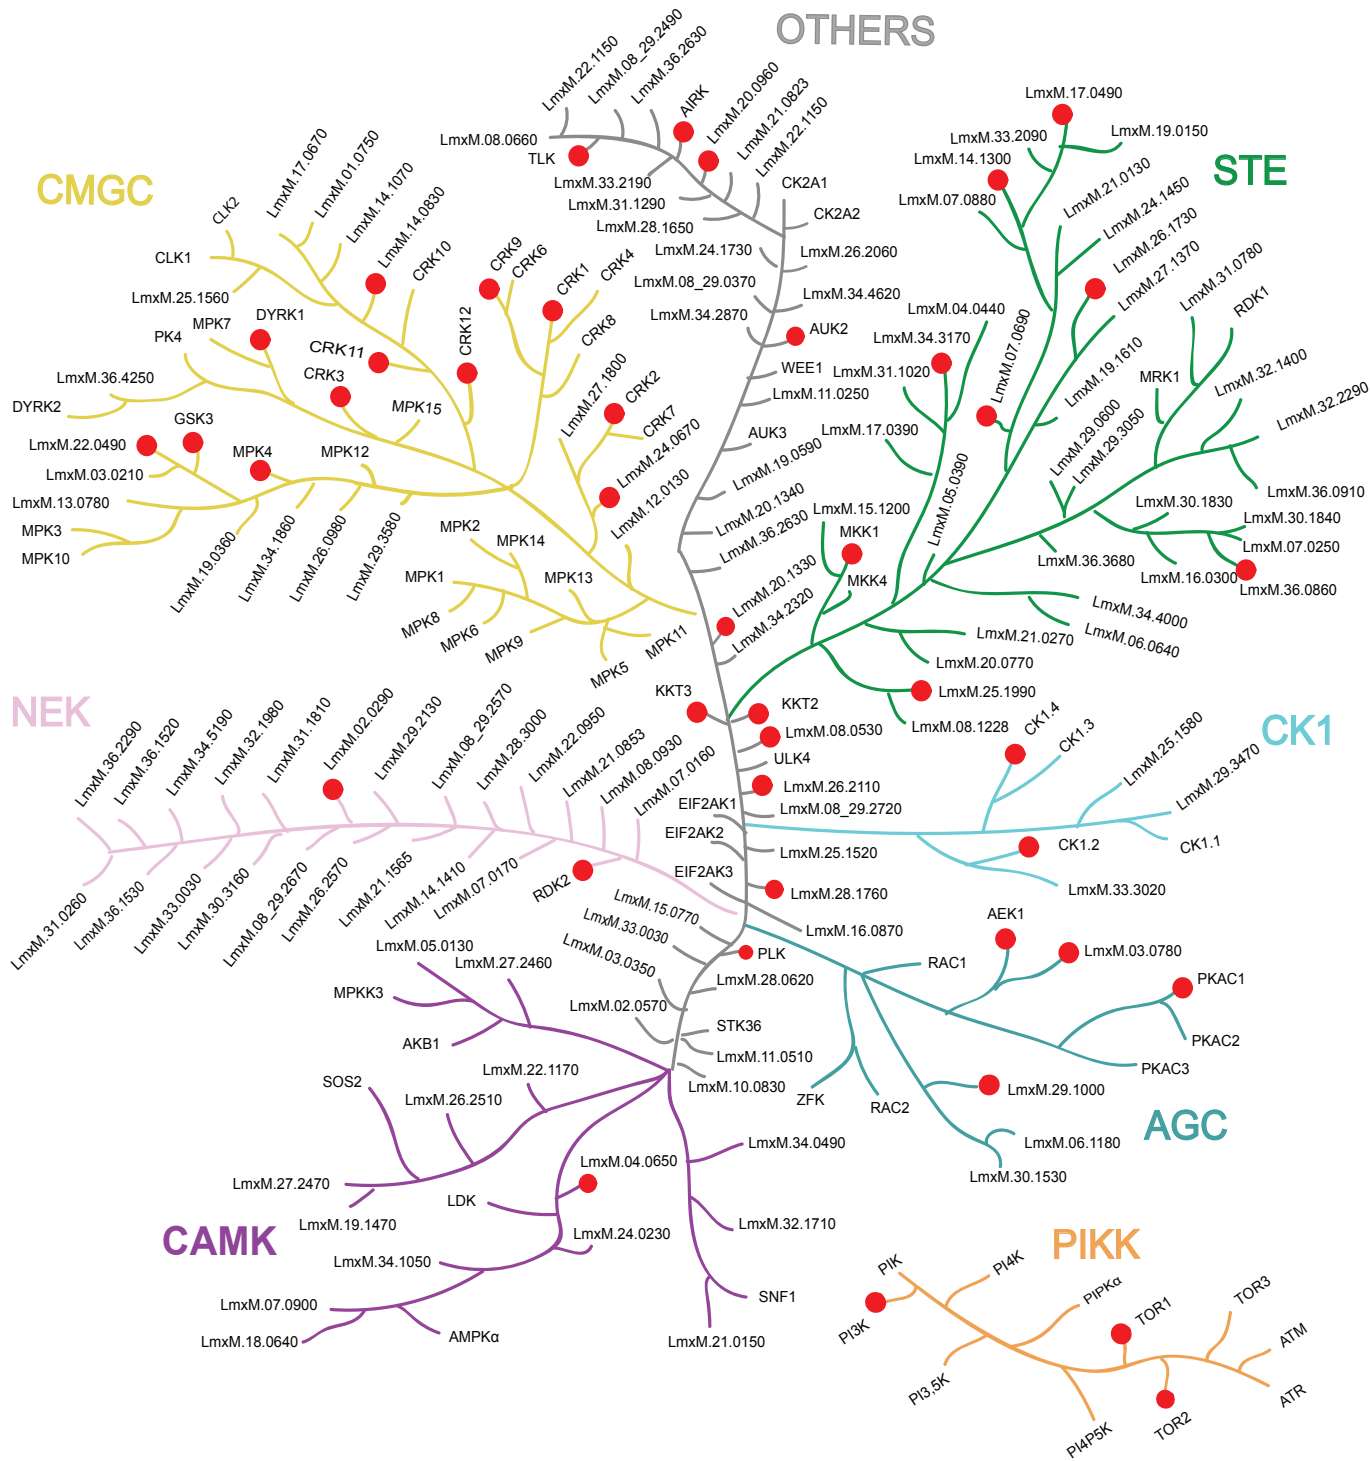 OTHERS
LmxM.22.1150
LmxM.08_29.2490
LmxM.36.2630
AIRK
LmxM.20.0960
LmxM.21.0823
LmxM.22.1150
LmxM.08.0660
TLK
LmxM.33.2190
LmxM.31.1290
LmxM.28.1650
CK2A1
CK2A2
LmxM.24.1730
LmxM.26.2060
LmxM.08_29.0370
LmxM.34.4620
LmxM.34.2870
AUK2
WEE1
LmxM.11.0250
AUK3
LmxM.19.0590
LmxM.20.1340
LmxM.36.2630
LmxM.20.1330
LmxM.34.2320
KKT3
KKT2
LmxM.08.0530
ULK4
LmxM.26.2110
EIF2AK1
LmxM.08_29.2720
EIF2AK2
LmxM.25.1520
EIF2AK3
LmxM.28.1760
LmxM.16.0870
LmxM.15.0770
LmxM.33.0030
PLK
LmxM.03.0350
LmxM.28.0620
LmxM.02.0570
STK36
LmxM.11.0510
LmxM.10.0830
CMGC
CLK2
LmxM.17.0670
LmxM.01.0750
LmxM.14.1070
LmxM.14.0830
CRK10
CLK1
LmxM.25.1560
CRK9
CRK6
CRK1
CRK4
CRK8
DYRK1
MPK7
PK4
CRK11
CRK12
CRK3
LmxM.36.4250
DYRK2
MPK15
LmxM.27.1800
CRK2
CRK7
LmxM.24.0670
LmxM.12.0130
GSK3
LmxM.22.0490
LmxM.03.0210
MPK4
MPK12
LmxM.13.0780
MPK3
MPK10
LmxM.19.0360
LmxM.34.1860
LmxM.26.0980
LmxM.29.3580
MPK2
MPK14
MPK13
MPK1
MPK8
MPK6
MPK9
MPK5
MPK11
STE
LmxM.17.0490
LmxM.33.2090
LmxM.19.0150
LmxM.14.1300
LmxM.07.0880
LmxM.21.0130
LmxM.24.1450
LmxM.26.1730
LmxM.27.1370
LmxM.31.0780
RDK1
LmxM.04.0440
LmxM.34.3170
LmxM.31.1020
LmxM.07.0690
LmxM.19.1610
MRK1
LmxM.32.1400
LmxM.32.2290
LmxM.17.0390
LmxM.29.0600
LmxM.29.3050
LmxM.05.0390
LmxM.36.0910
LmxM.30.1830
LmxM.30.1840
LmxM.07.0250
LmxM.36.3680
LmxM.16.0300
LmxM.36.0860
LmxM.15.1200
MKK1
MKK4
LmxM.34.4000
LmxM.06.0640
LmxM.21.0270
LmxM.20.0770
LmxM.25.1990
LmxM.08.1228
NEK
LmxM.36.2290
LmxM.36.1520
LmxM.34.5190
LmxM.32.1980
LmxM.31.1810
LmxM.02.0290
LmxM.29.2130
LmxM.08_29.2570
LmxM.28.3000
LmxM.22.0950
LmxM.21.0853
LmxM.08.0930
LmxM.07.0160
LmxM.31.0260
LmxM.36.1530
LmxM.33.0030
LmxM.30.3160
LmxM.08_29.2670
LmxM.26.2570
LmxM.21.1565
LmxM.14.1410
LmxM.07.0170
RDK2
CK1
CK1.4
CK1.3
LmxM.25.1580
LmxM.29.3470
CK1.2
CK1.1
LmxM.33.3020
AGC
AEK1
LmxM.03.0780
RAC1
PKAC1
PKAC2
PKAC3
ZFK
RAC2
LmxM.29.1000
LmxM.06.1180
LmxM.30.1530
CAMK
LmxM.05.0130
LmxM.27.2460
MPKK3
AKB1
SOS2
LmxM.22.1170
LmxM.26.2510
LmxM.27.2470
LmxM.19.1470
LmxM.04.0650
LDK
LmxM.24.0230
LmxM.34.1050
LmxM.07.0900
LmxM.18.0640
AMPKα
LmxM.34.0490
LmxM.32.1710
SNF1
LmxM.21.0150
PIKK
PIK
PI4K
PI3K
PIPKα
TOR1
TOR3
ATM
PI3,5K
ATR
TOR2
PI4P5K